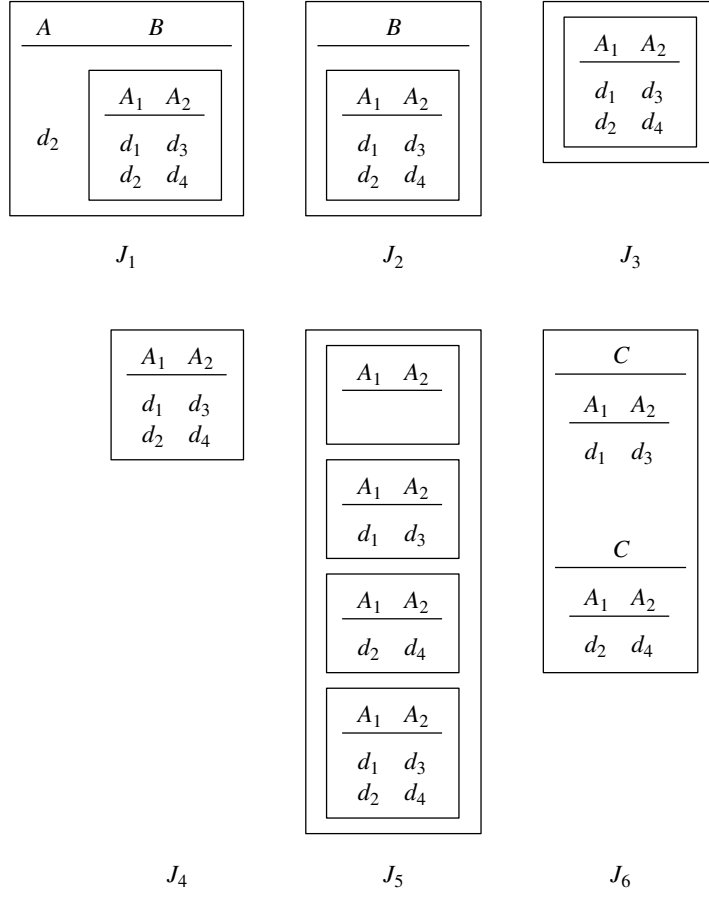 A B
A₁ A₂
d₂
d₁ d₃
d₂ d₄
J₁
B
A₁ A₂
d₁ d₃
d₂ d₄
J₂
A₁ A₂
d₁ d₃
d₂ d₄
J₃
A₁ A₂
d₁ d₃
d₂ d₄
J₄
A₁ A₂
A₁ A₂
d₁ d₃
A₁ A₂
d₂ d₄
A₁ A₂
d₁ d₃
d₂ d₄
J₅
C
A₁ A₂
d₁ d₃
C
A₁ A₂
d₂ d₄
J₆